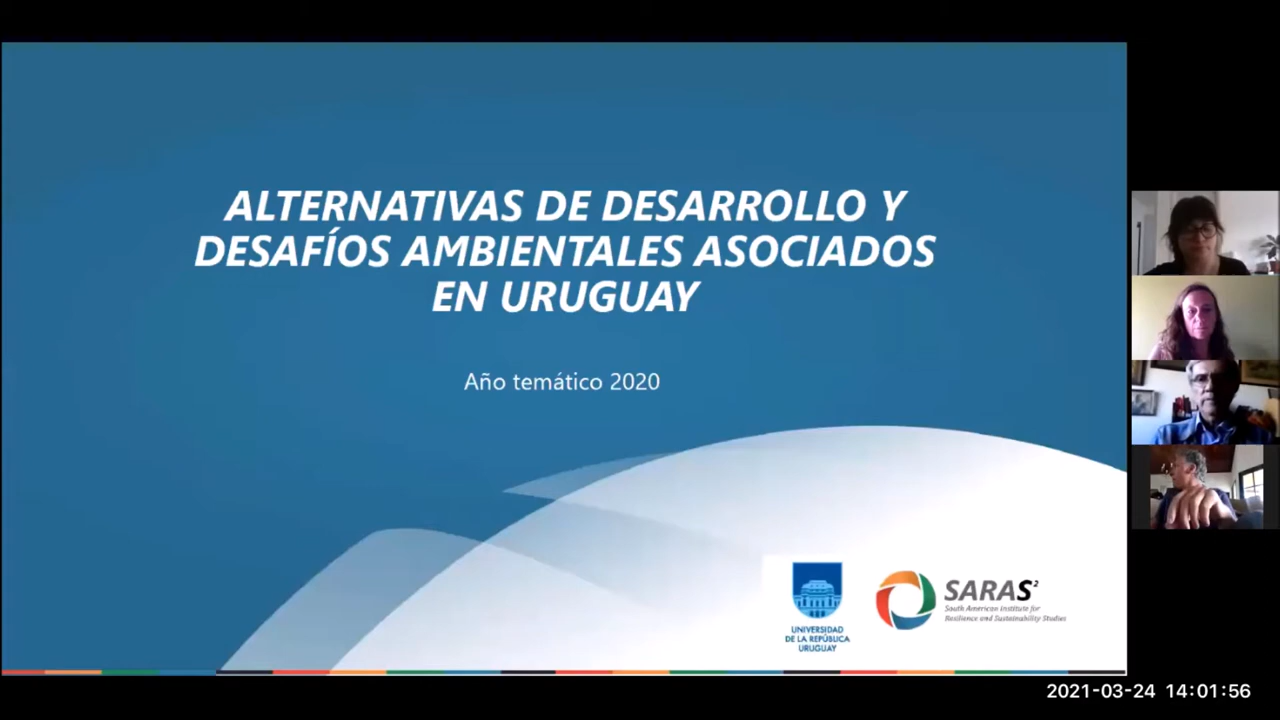 ALTERNATIVAS DE DESARROLLO Y
DESAFÍOS AMBIENTALES ASOCIADOS
EN URUGUAY
Año temático 2020
UNIVERSIDAD
DE LA REPÚBLICA
URUGUAY
SARAS²
South American Institute for
Resilience and Sustainability Studies
2021-03-24 14:01:56